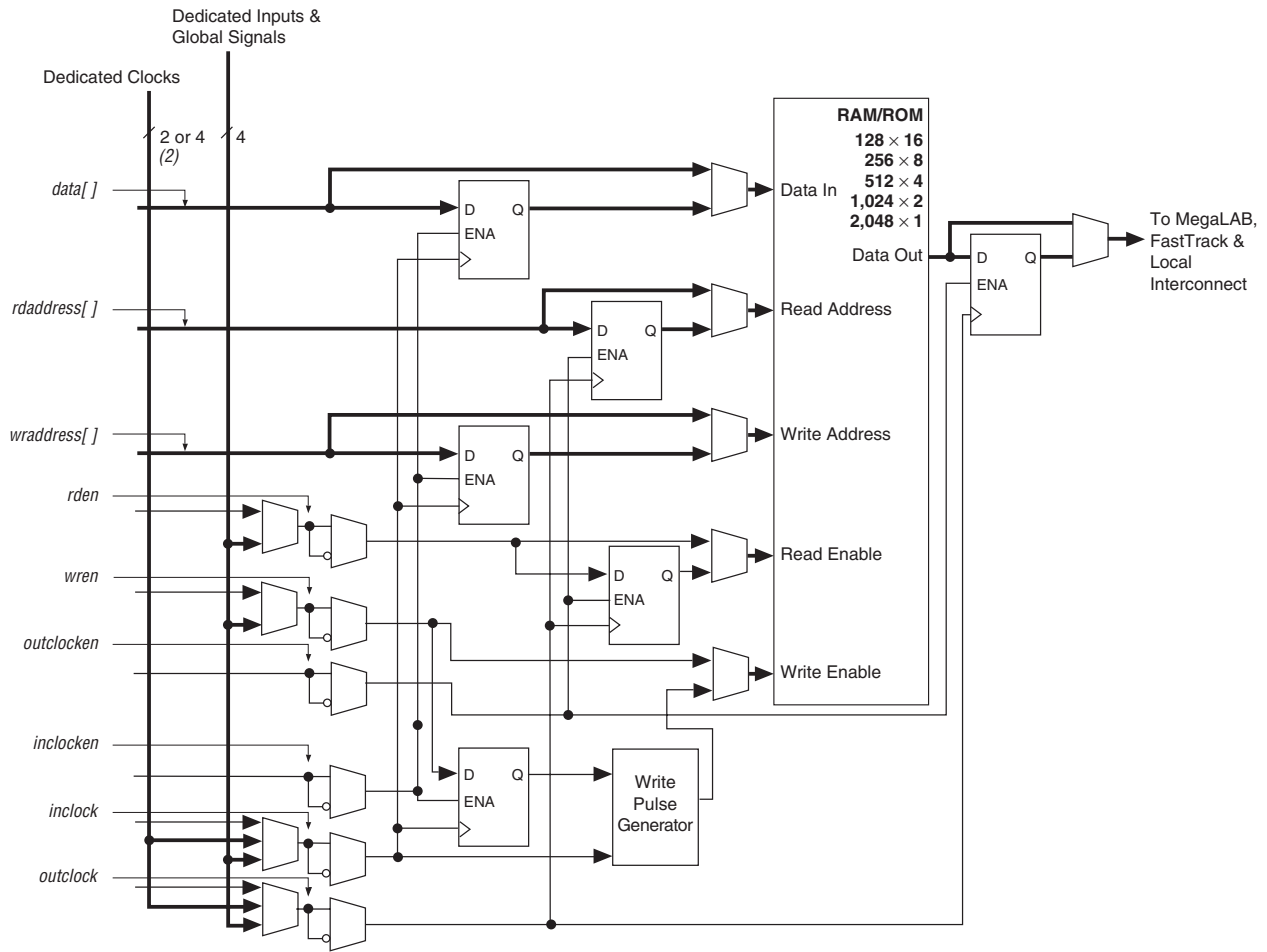 Dedicated Inputs &
Global Signals
Dedicated Clocks
2 or 4
(2)
4
RAM/ROM
128 × 16
256 × 8
512 × 4
1,024 × 2
2,048 × 1
data[ ]
D Q
ENA
Data In
Data Out
D Q
ENA
To MegaLAB,
FastTrack &
Local
Interconnect
rdaddress[ ]
D Q
ENA
Read Address
wraddress[ ]
D Q
ENA
Write Address
rden
D Q
ENA
Read Enable
wren
outclocken
Write Enable
inclocken
D Q
ENA
Write
Pulse
Generator
inclock
outclock